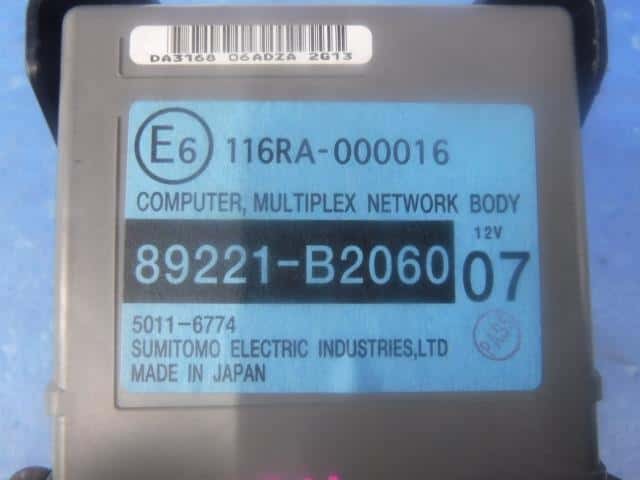 DA3168 06ADZA 2G13
E6 116RA-000016
COMPUTER, MULTIPLEX NETWORK BODY
12V
89221-B2060 07
5011-6774
SUMITOMO ELECTRIC INDUSTRIES,LTD
MADE IN JAPAN